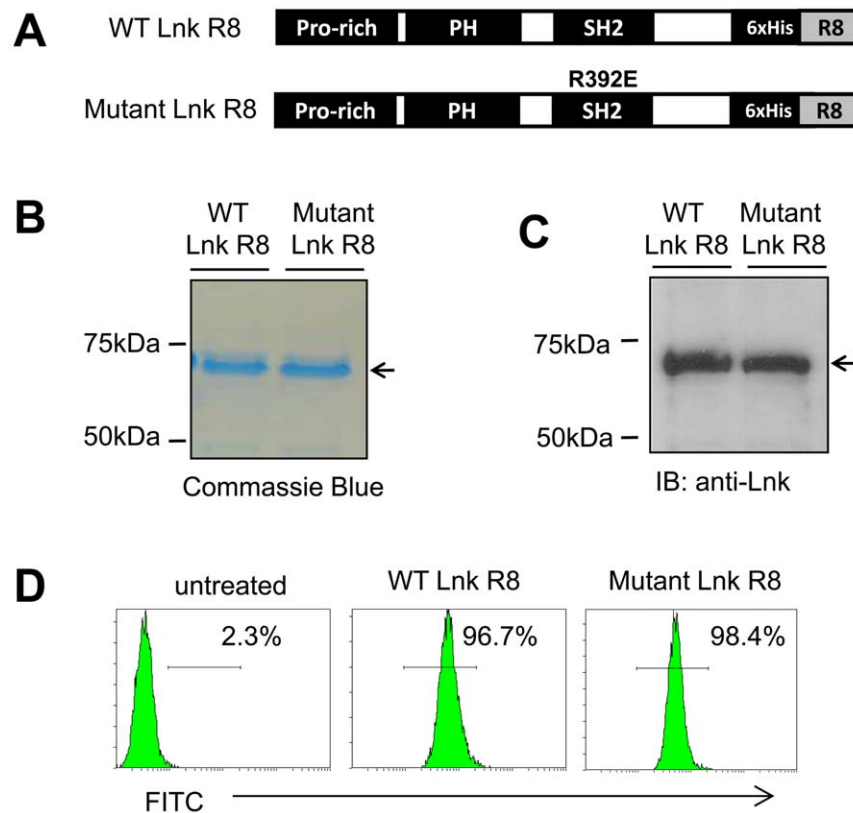 A
WT Lnk R8
Pro-rich PH SH2 6xHis R8
R392E
Mutant Lnk R8
Pro-rich PH SH2 6xHis R8
B
WT Mutant
Lnk R8 Lnk R8
75kDa
50kDa
Commassie Blue
C
WT Mutant
Lnk R8 Lnk R8
75kDa
50kDa
IB: anti-Lnk
D
untreated WT Lnk R8 Mutant Lnk R8
2.3% 96.7% 98.4%
FITC